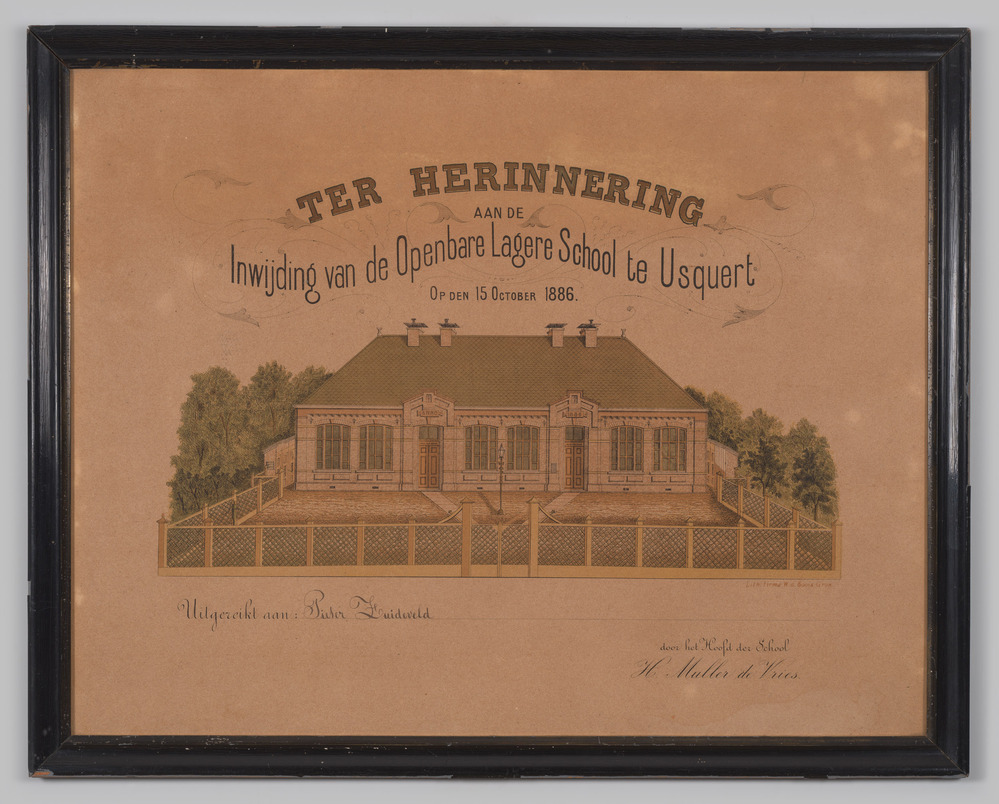 TER HERINNERING
AAN DE
Inwijding van de Openbare Lagere School te Usquert
OP DEN 15 OCTOBER 1886.
Uitgereikt aan: Pieter Zuideveld
door het Hoofd der School
H. Muller de Vries.